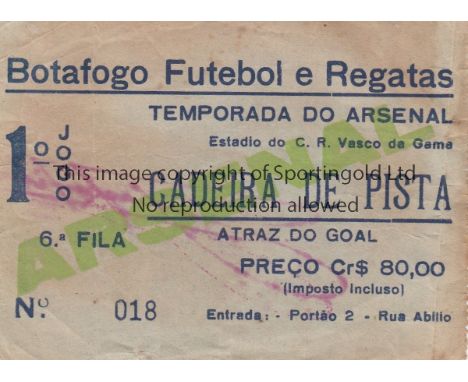 Botafogo Futebol e Regatas
TEMPORADA DO ARSENAL
Estadio do C. R. Vasco da Gama
1º JOGO
This image copyright of Sportingold Ltd.
CADEIRA DE PISTA
No reproduction allowed
ARSENAL
6.ª FILA
ATRAZ DO GOAL
PREÇO Cr$ 80,00
(Imposto Incluso)
Nº 018
Entrada: - Portão 2 - Rua Abilio